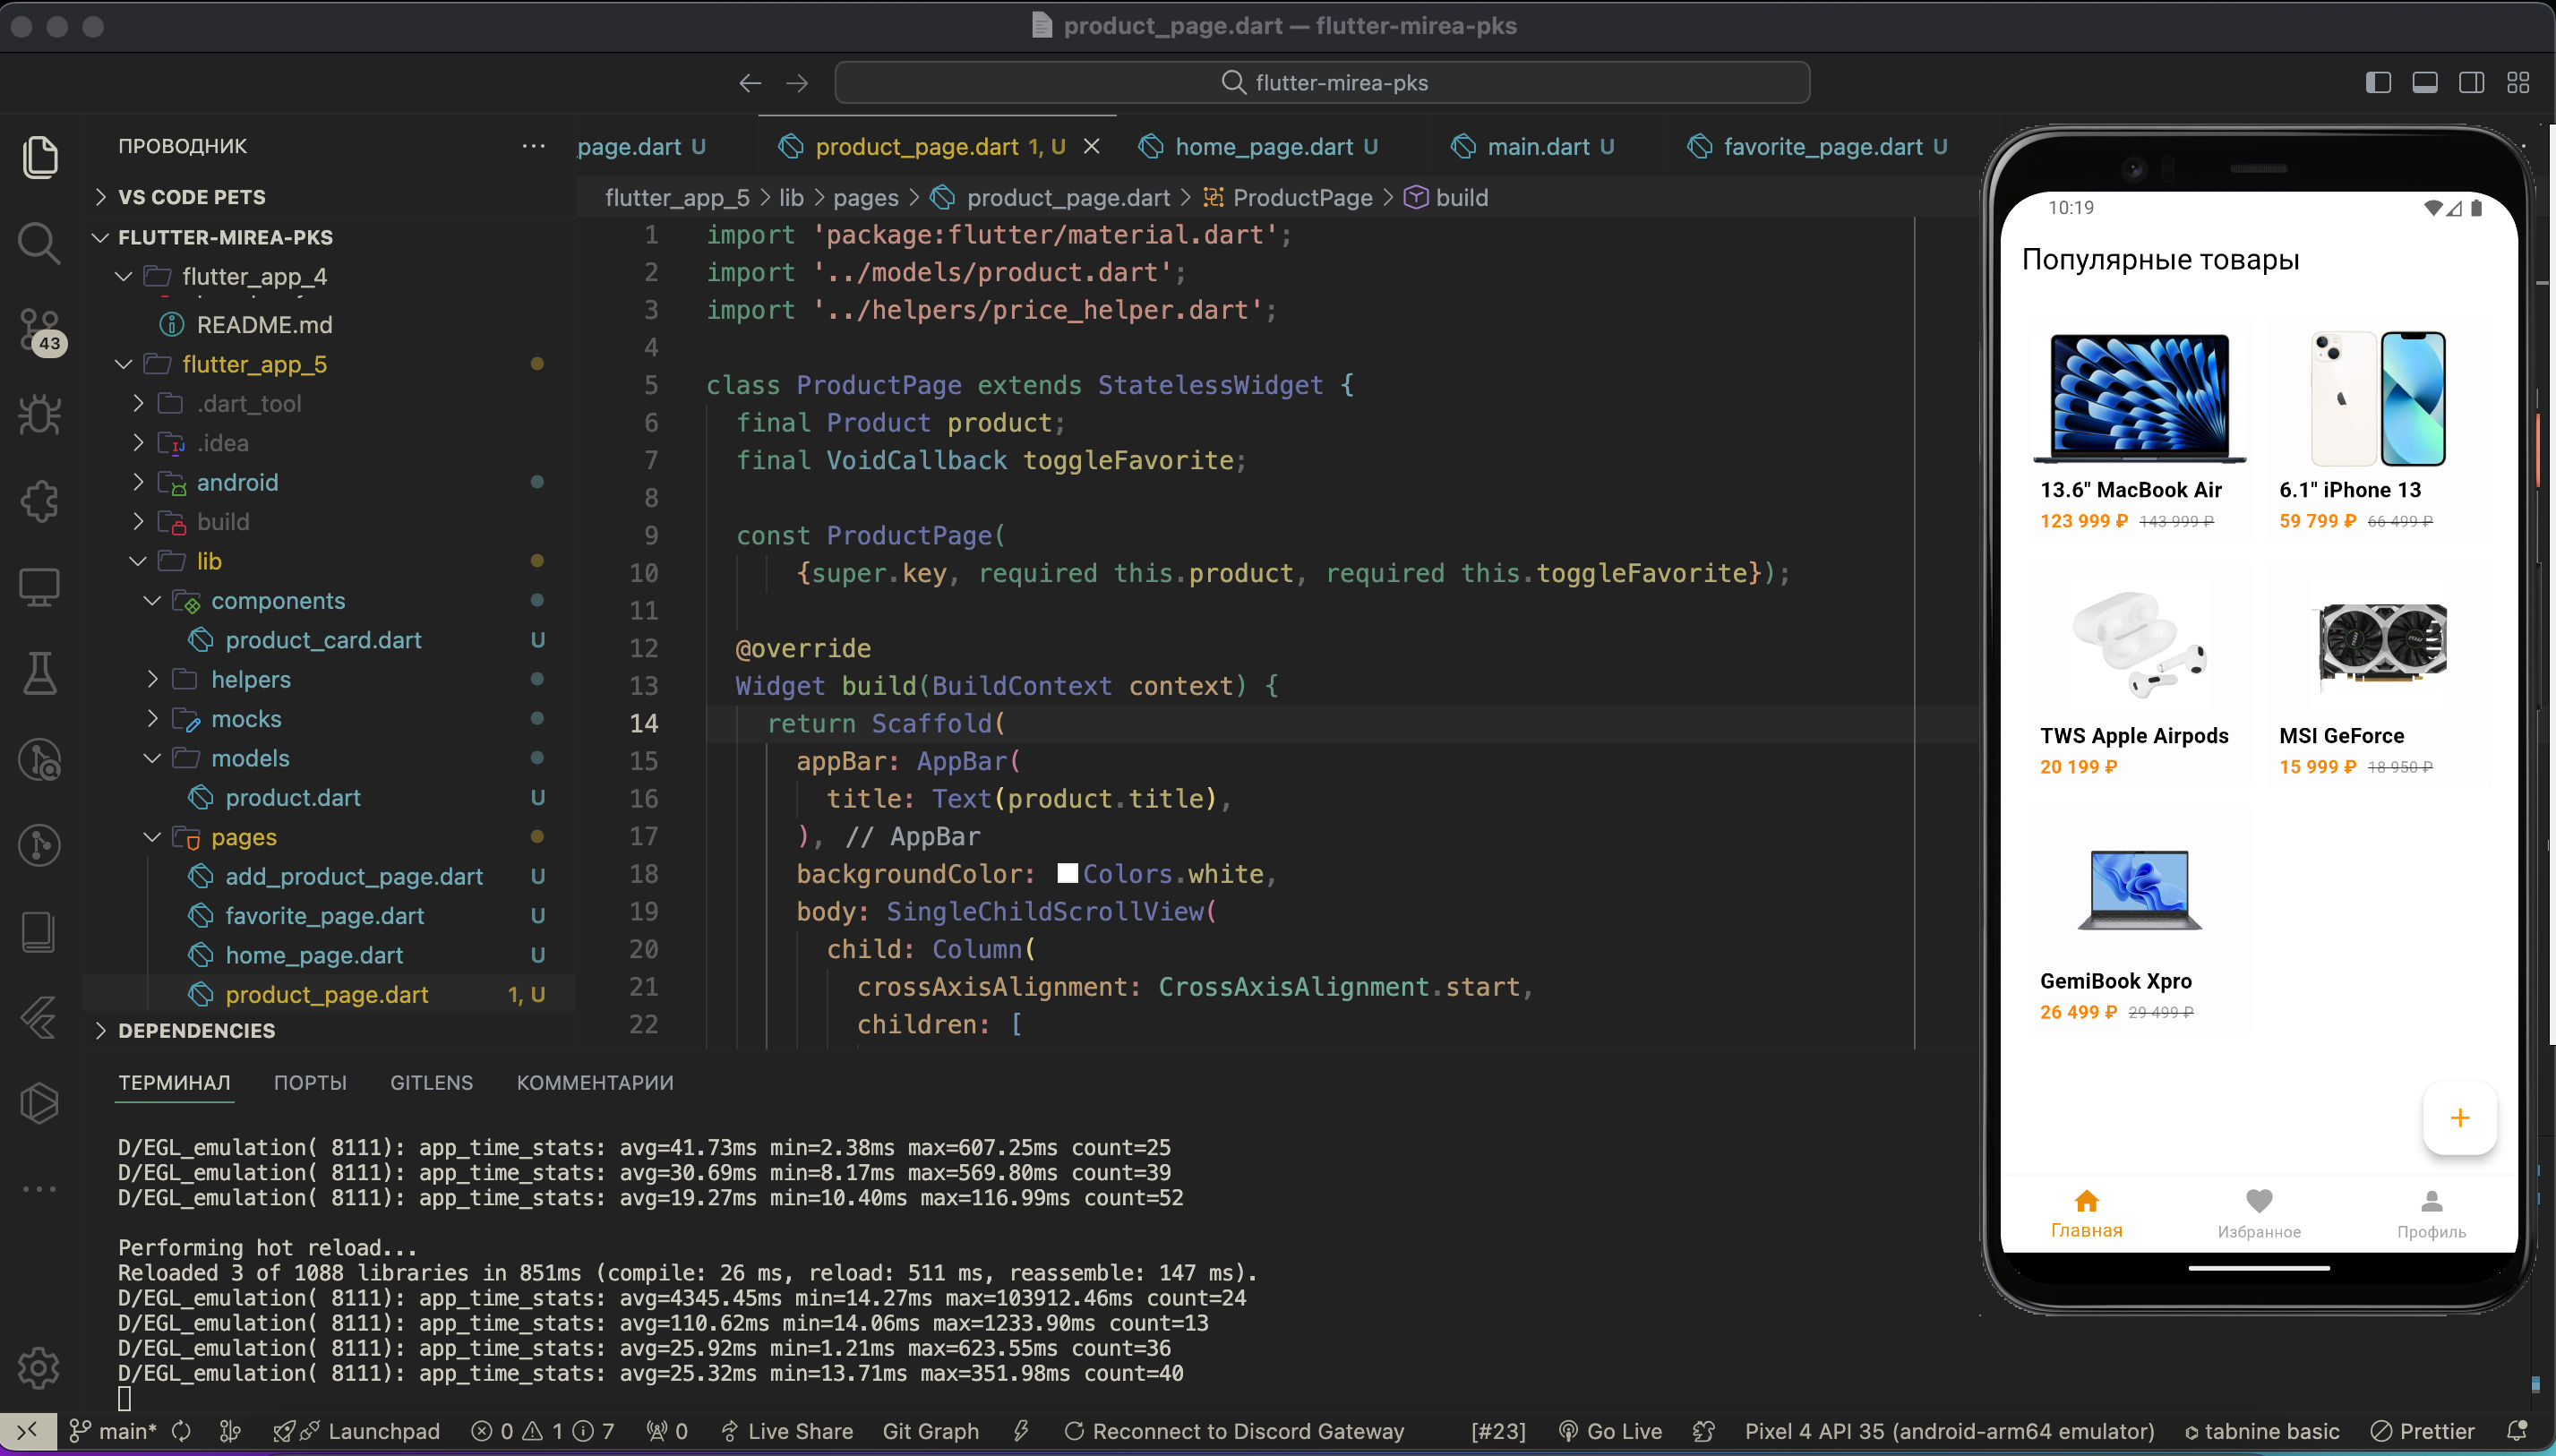 product_page.dart — flutter-mirea-pks
flutter-mirea-pks
ПРОВОДНИК
VS CODE PETS
FLUTTER-MIREA-PKS
flutter_app_4
README.md
flutter_app_5
.dart_tool
.idea
android
build
lib
components
product_card.dart U
helpers
mocks
models
product.dart U
pages
add_product_page.dart U
favorite_page.dart U
home_page.dart U
product_page.dart 1, U
DEPENDENCIES
43
page.dart U
product_page.dart 1, U
home_page.dart U
main.dart U
favorite_page.dart U
flutter_app_5 > lib > pages > product_page.dart > ProductPage > build
1 import 'package:flutter/material.dart';
2 import '../models/product.dart';
3 import '../helpers/price_helper.dart';
4
5 class ProductPage extends StatelessWidget {
6 final Product product;
7 final VoidCallback toggleFavorite;
8
9 const ProductPage(
10 {super.key, required this.product, required this.toggleFavorite});
11
12 @override
13 Widget build(BuildContext context) {
14 return Scaffold(
15 appBar: AppBar(
16 title: Text(product.title),
17 ), // AppBar
18 backgroundColor: Colors.white,
19 body: SingleChildScrollView(
20 child: Column(
21 crossAxisAlignment: CrossAxisAlignment.start,
22 children: [
ТЕРМИНАЛ ПОРТЫ GITLENS КОММЕНТАРИИ
D/EGL_emulation( 8111): app_time_stats: avg=41.73ms min=2.38ms max=607.25ms count=25
D/EGL_emulation( 8111): app_time_stats: avg=30.69ms min=8.17ms max=569.80ms count=39
D/EGL_emulation( 8111): app_time_stats: avg=19.27ms min=10.40ms max=116.99ms count=52
Performing hot reload...
Reloaded 3 of 1088 libraries in 851ms (compile: 26 ms, reload: 511 ms, reassemble: 147 ms).
D/EGL_emulation( 8111): app_time_stats: avg=4345.45ms min=14.27ms max=103912.46ms count=24
D/EGL_emulation( 8111): app_time_stats: avg=110.62ms min=14.06ms max=1233.90ms count=13
D/EGL_emulation( 8111): app_time_stats: avg=25.92ms min=1.21ms max=623.55ms count=36
D/EGL_emulation( 8111): app_time_stats: avg=25.32ms min=13.71ms max=351.98ms count=40
10:19
Популярные товары
13.6" MacBook Air
123 999 ₽ 143 999 ₽
6.1" iPhone 13
59 799 ₽ 66 499 ₽
TWS Apple Airpods
20 199 ₽
MSI GeForce
15 999 ₽ 18 950 ₽
GemiBook Xpro
26 499 ₽ 29 499 ₽
+
Главная
Избранное
Профиль
main* Launchpad 0 1 7 0 Live Share Git Graph Reconnect to Discord Gateway [#23] Go Live Pixel 4 API 35 (android-arm64 emulator) tabnine basic Prettier